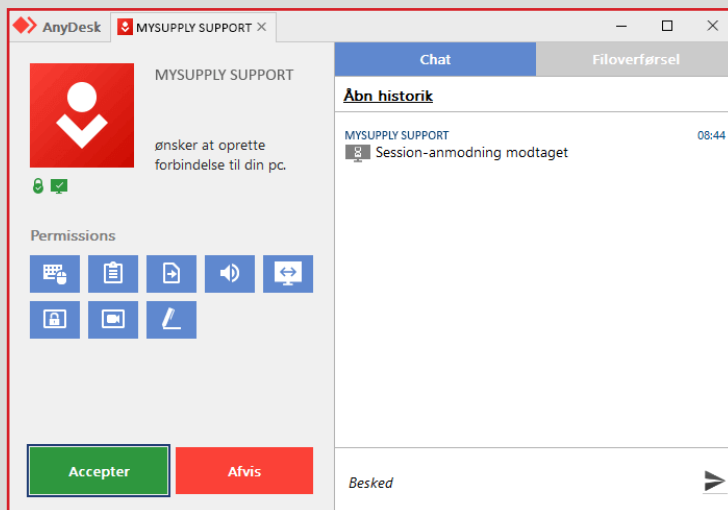 AnyDesk
MYSUPPLY SUPPORT
MYSUPPLY SUPPORT
ønsker at oprette
forbindelse til din pc.
Permissions
Accepter
Afvis
Chat
Filoverførsel
Åbn historik
MYSUPPLY SUPPORT 08:44
Session-anmodning modtaget
Besked